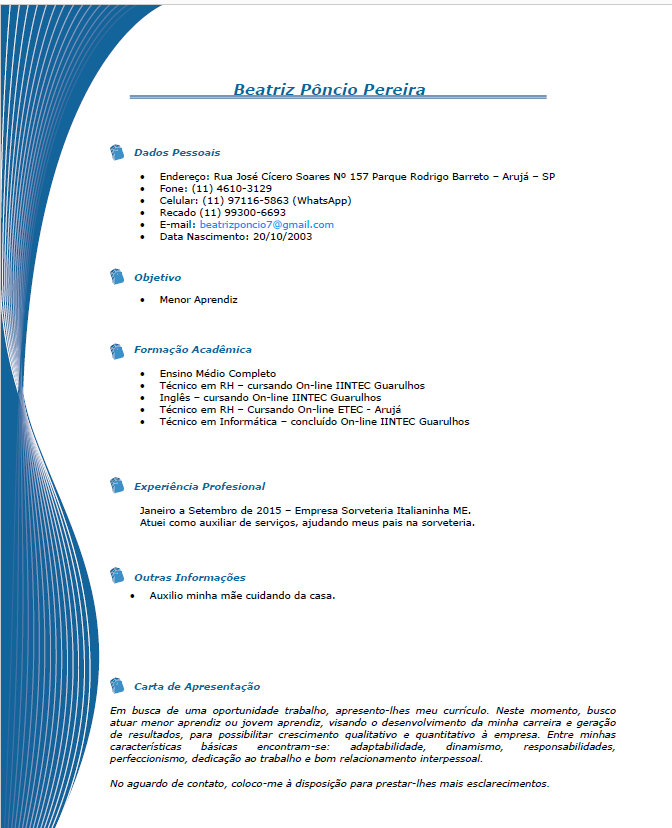 Beatriz Pôncio Pereira
Dados Pessoais
• Endereço: Rua José Cícero Soares Nº 157 Parque Rodrigo Barreto – Arujá – SP
• Fone: (11) 4610-3129
• Celular: (11) 97116-5863 (WhatsApp)
• Recado (11) 99300-6693
• E-mail: beatrizponcio7@gmail.com
• Data Nascimento: 20/10/2003
Objetivo
• Menor Aprendiz
Formação Acadêmica
• Ensino Médio Completo
• Técnico em RH – cursando On-line IINTEC Guarulhos
• Inglês – cursando On-line IINTEC Guarulhos
• Técnico em RH – Cursando On-line ETEC - Arujá
• Técnico em Informática – concluído On-line IINTEC Guarulhos
Experiência Profesional
Janeiro a Setembro de 2015 – Empresa Sorveteria Italianinha ME.
Atuei como auxiliar de serviços, ajudando meus pais na sorveteria.
Outras Informações
• Auxilio minha mãe cuidando da casa.
Carta de Apresentação
Em busca de uma oportunidade trabalho, apresento-lhes meu currículo. Neste momento, busco
atuar menor aprendiz ou jovem aprendiz, visando o desenvolvimento da minha carreira e geração
de resultados, para possibilitar crescimento qualitativo e quantitativo à empresa. Entre minhas
características básicas encontram-se: adaptabilidade, dinamismo, responsabilidades,
perfeccionismo, dedicação ao trabalho e bom relacionamento interpessoal.
No aguardo de contato, coloco-me à disposição para prestar-lhes mais esclarecimentos.